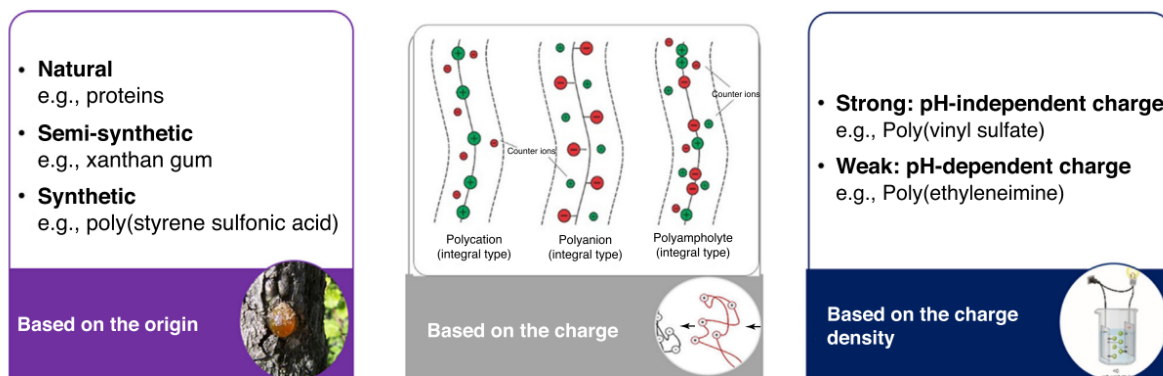 • Natural
e.g., proteins
• Semi-synthetic
e.g., xanthan gum
• Synthetic
e.g., poly(styrene sulfonic acid)
Based on the origin
Counter ions
Counter ions
Polycation
(integral type)
Polyanion
(integral type)
Polyampholyte
(integral type)
Based on the charge
• Strong: pH-independent charge
e.g., Poly(vinyl sulfate)
• Weak: pH-dependent charge
e.g., Poly(ethyleneimine)
Based on the charge
density